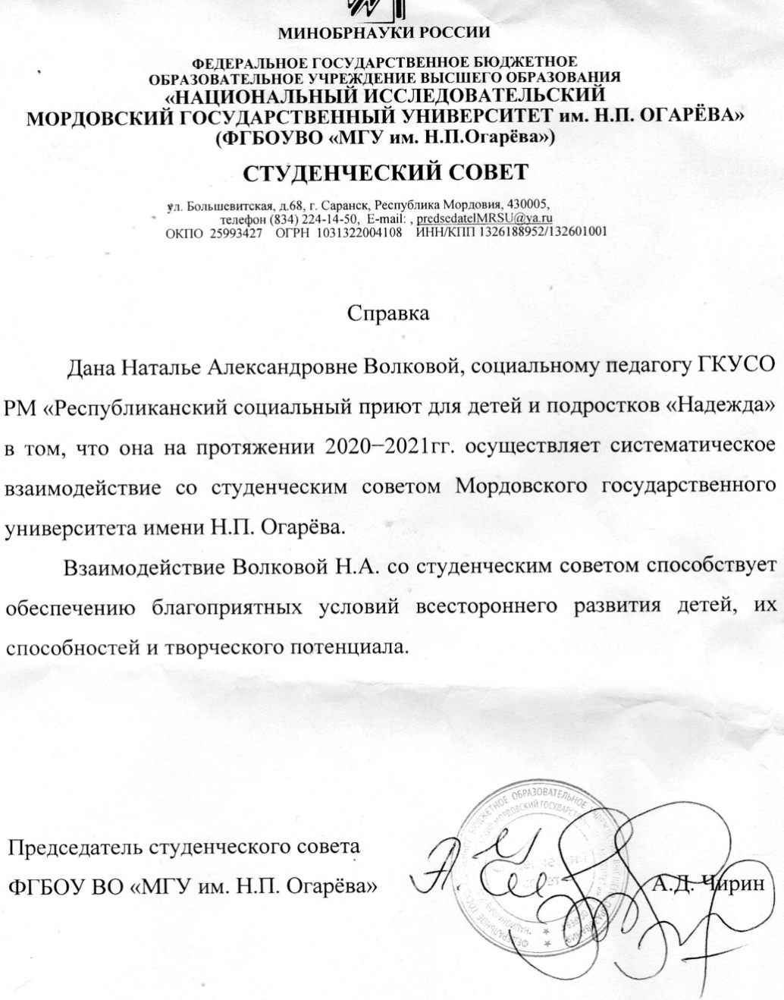 МИНОБРНАУКИ РОССИИ
ФЕДЕРАЛЬНОЕ ГОСУДАРСТВЕННОЕ БЮДЖЕТНОЕ
ОБРАЗОВАТЕЛЬНОЕ УЧРЕЖДЕНИЕ ВЫСШЕГО ОБРАЗОВАНИЯ
«НАЦИОНАЛЬНЫЙ ИССЛЕДОВАТЕЛЬСКИЙ
МОРДОВСКИЙ ГОСУДАРСТВЕННЫЙ УНИВЕРСИТЕТ им. Н.П. ОГАРЁВА»
(ФГБОУВО «МГУ им. Н.П.Огарёва»)
СТУДЕНЧЕСКИЙ СОВЕТ
ул. Большевитская, д.68, г. Саранск, Республика Мордовия, 430005,
телефон (834) 224-14-50, E-mail: , predsedatelMRSU@ya.ru
ОКПО 25993427 ОГРН 1031322004108 ИНН/КПП 1326188952/132601001
Справка
Дана Наталье Александровне Волковой, социальному педагогу ГКУСО
РМ «Республиканский социальный приют для детей и подростков «Надежда»
в том, что она на протяжении 2020–2021гг. осуществляет систематическое
взаимодействие со студенческим советом Мордовского государственного
университета имени Н.П. Огарёва.
Взаимодействие Волковой Н.А. со студенческим советом способствует
обеспечению благоприятных условий всестороннего развития детей, их
способностей и творческого потенциала.
Председатель студенческого совета
ФГБОУ ВО «МГУ им. Н.П. Огарёва»
А.Д. Чирин
БЮДЖЕТНОЕ ОБРАЗОВАТЕЛЬНОЕ
МОРДОВСКИЙ
ФЕДЕРАЛЬНОЕ